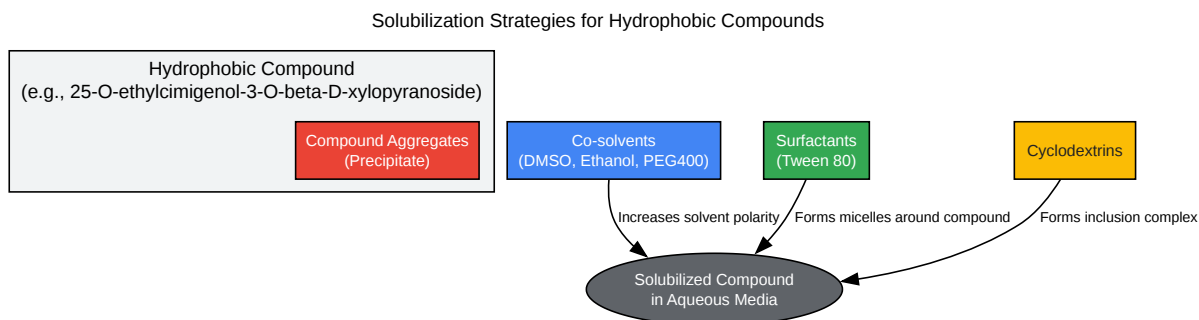 Solubilization Strategies for Hydrophobic Compounds
Hydrophobic Compound
(e.g., 25-O-ethylcimigenol-3-O-beta-D-xylopyranoside)
Compound Aggregates
(Precipitate)
Co-solvents
(DMSO, Ethanol, PEG400)
Surfactants
(Tween 80)
Cyclodextrins
Increases solvent polarity
Forms micelles around compound
Forms inclusion complex
Solubilized Compound
in Aqueous Media